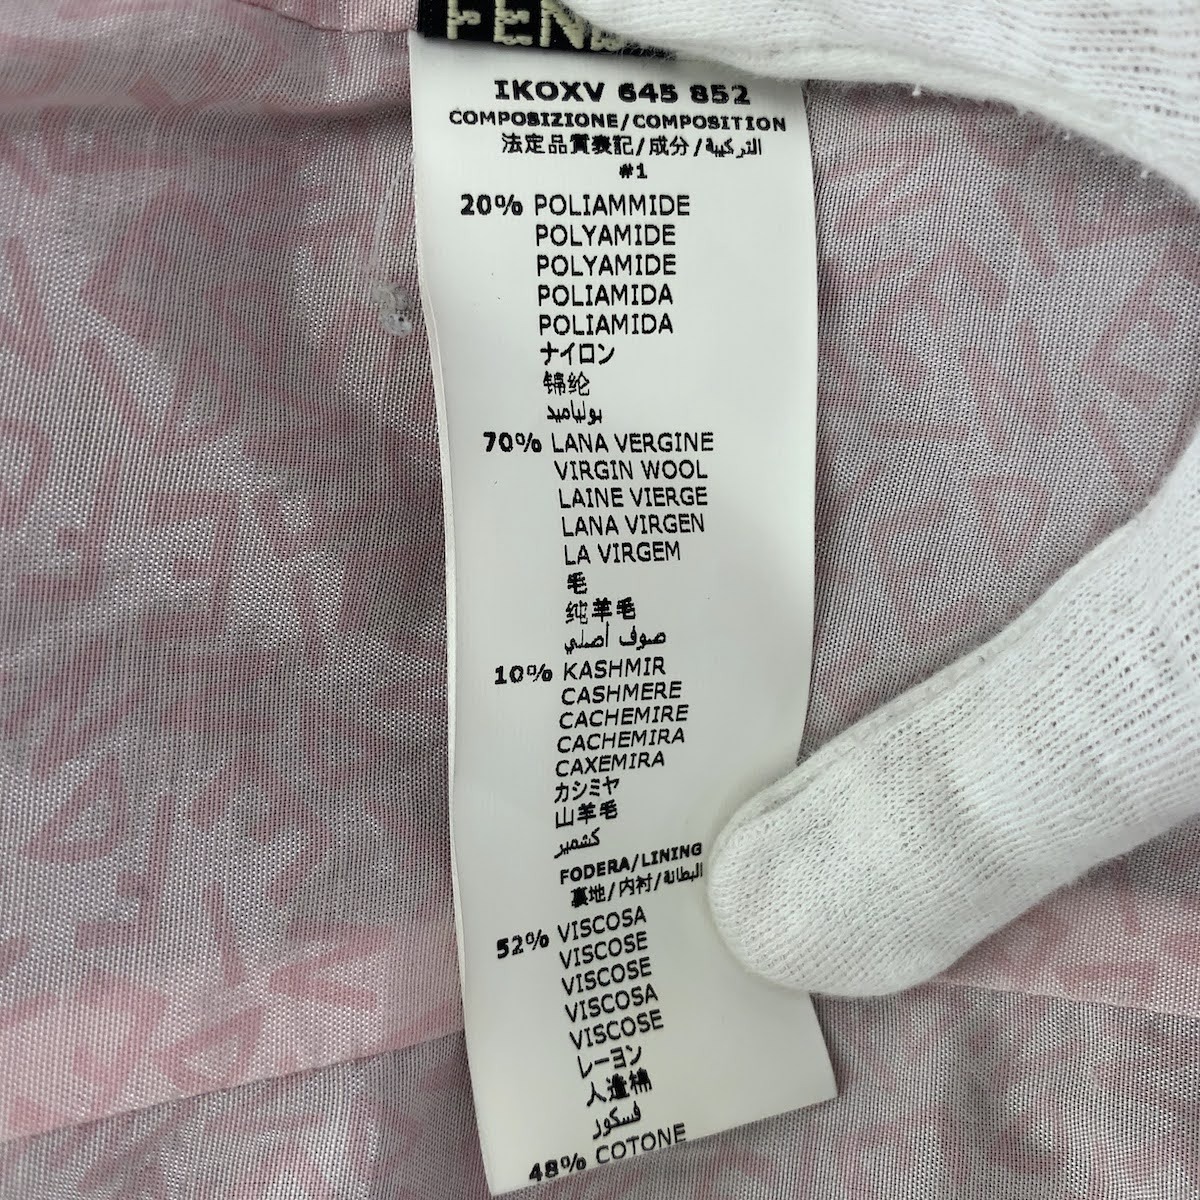 FEND
IKOXV 645 852
COMPOSIZIONE/COMPOSITION
法定品質表記/成分/التركيبة
#1
20% POLIAMMIDE
POLYAMIDE
POLYAMIDE
POLIAMIDA
POLIAMIDA
ナイロン
锦纶
بولياميد
70% LANA VERGINE
VIRGIN WOOL
LAINE VIERGE
LANA VIRGEN
LA VIRGEM
毛
纯羊毛
صوف أصلي
10% KASHMIR
CASHMERE
CACHEMIRE
CACHEMIRA
CAXEMIRA
カシミヤ
山羊毛
كشمير
FODERA/LINING
裏地/内衬/البطانة
52% VISCOSA
VISCOSE
VISCOSE
VISCOSA
VISCOSE
レーヨン
人造棉
فسكوز
48% COTONE